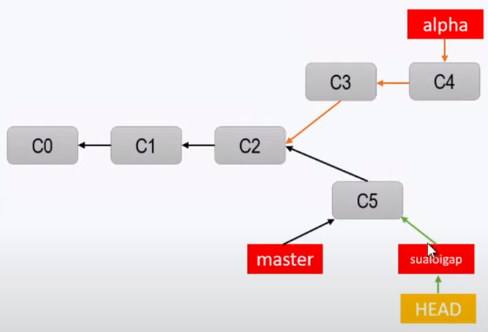 alpha
C3
C4
C0
C1
C2
C5
master
sualoigap
HEAD